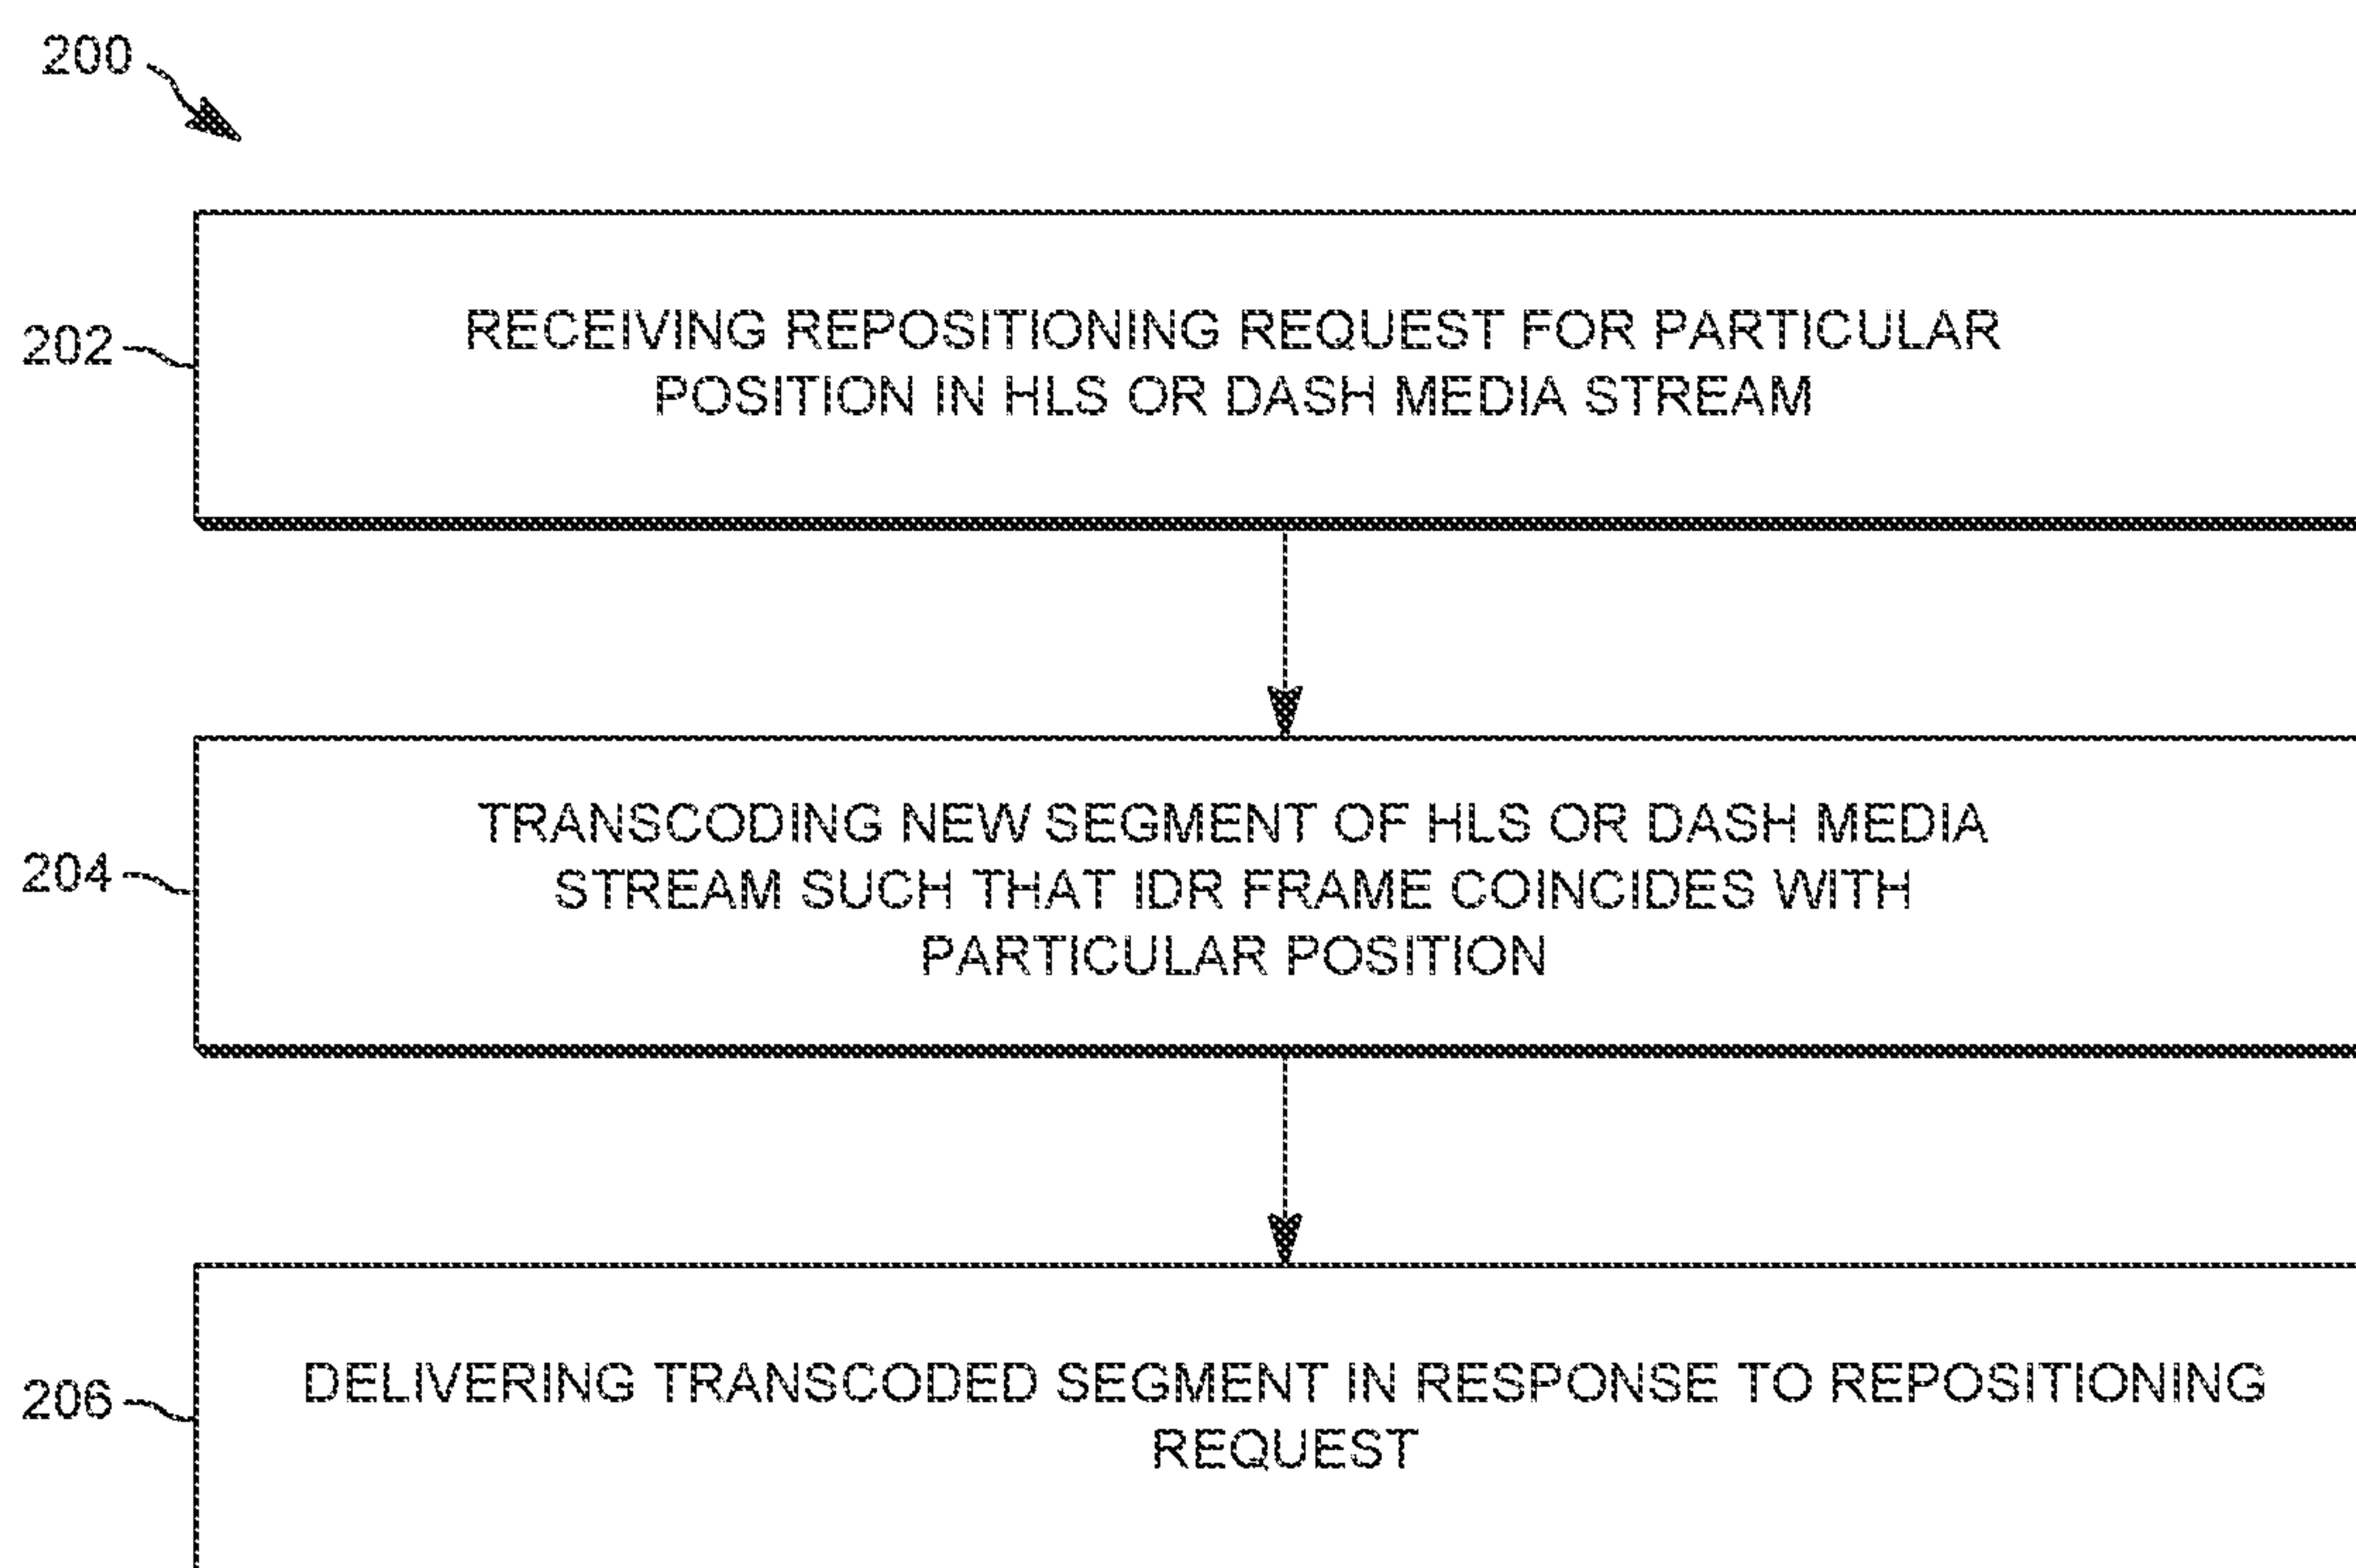 200
202
RECEIVING REPOSITIONING REQUEST FOR PARTICULAR
POSITION IN HLS OR DASH MEDIA STREAM
204
TRANSCODING NEW SEGMENT OF HLS OR DASH MEDIA
STREAM SUCH THAT IDR FRAME COINCIDES WITH
PARTICULAR POSITION
206
DELIVERING TRANSCODED SEGMENT IN RESPONSE TO REPOSITIONING
REQUEST